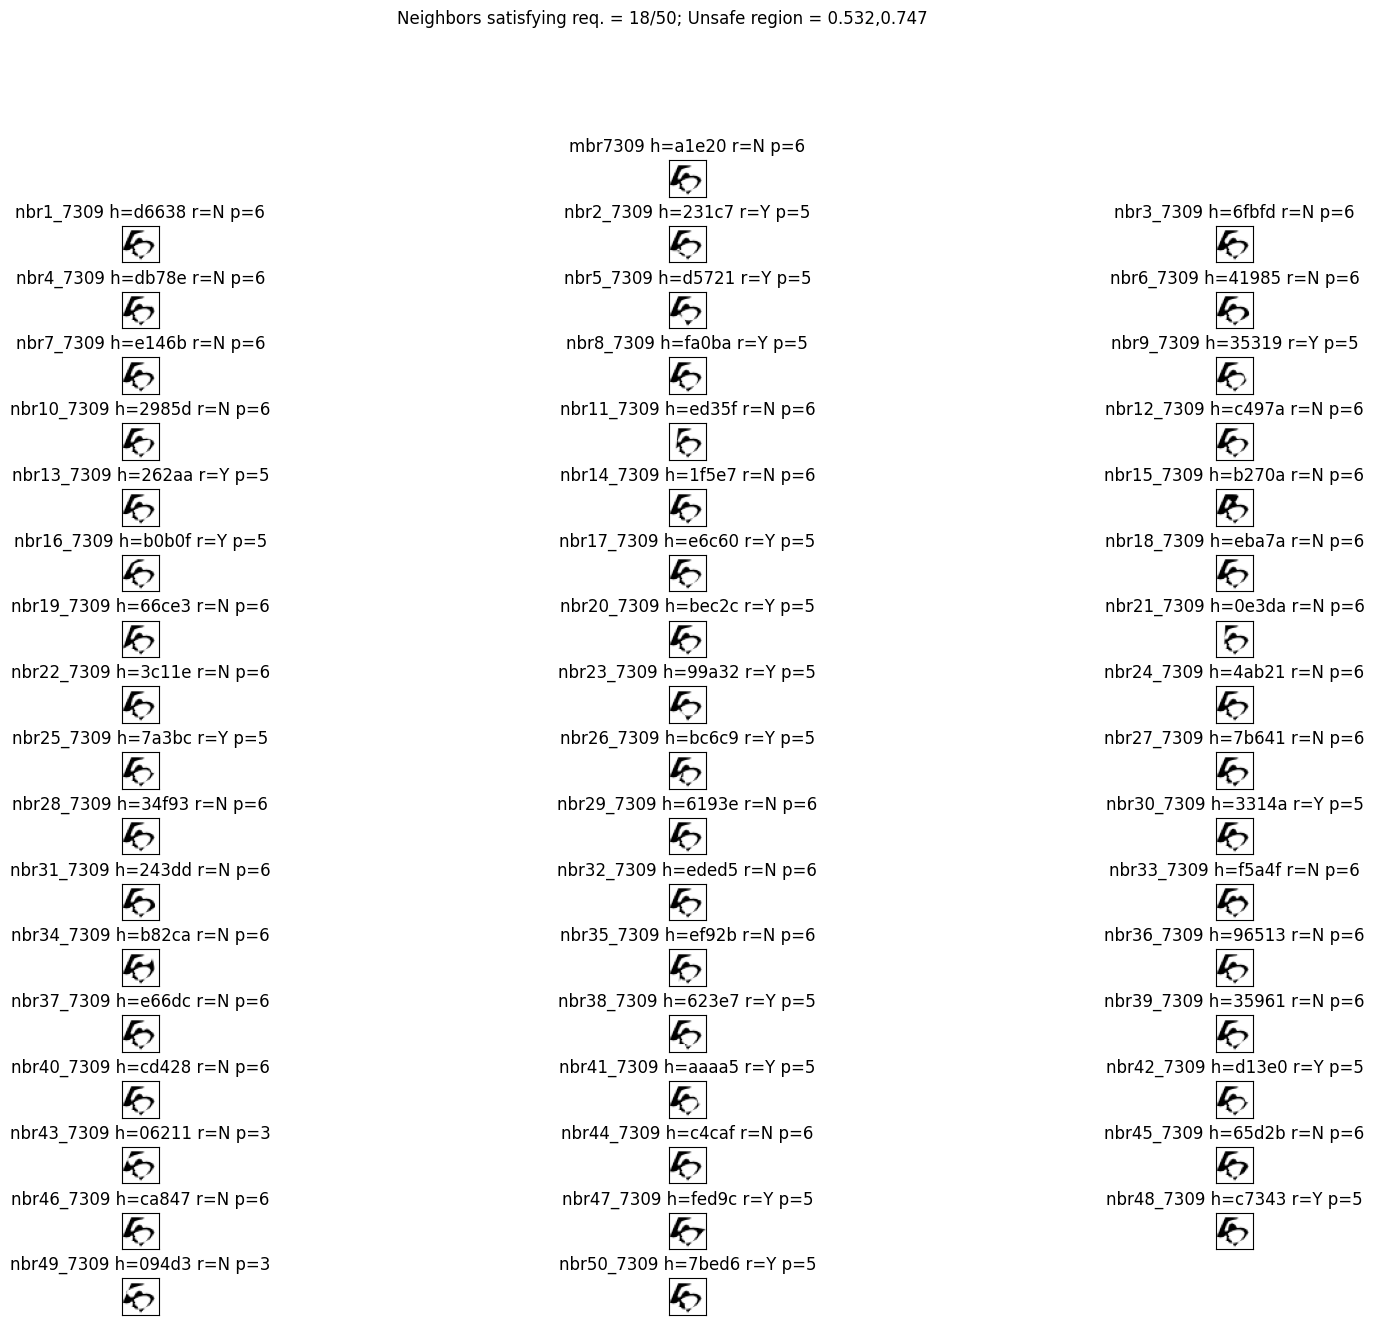 Neighbors satisfying req. = 18/50; Unsafe region = 0.532,0.747
mbr7309 h=a1e20 r=N p=6
nbr1_7309 h=d6638 r=N p=6 nbr2_7309 h=231c7 r=Y p=5 nbr3_7309 h=6fbfd r=N p=6
nbr4_7309 h=db78e r=N p=6 nbr5_7309 h=d5721 r=Y p=5 nbr6_7309 h=41985 r=N p=6
nbr7_7309 h=e146b r=N p=6 nbr8_7309 h=fa0ba r=Y p=5 nbr9_7309 h=35319 r=Y p=5
nbr10_7309 h=2985d r=N p=6 nbr11_7309 h=ed35f r=N p=6 nbr12_7309 h=c497a r=N p=6
nbr13_7309 h=262aa r=Y p=5 nbr14_7309 h=1f5e7 r=N p=6 nbr15_7309 h=b270a r=N p=6
nbr16_7309 h=b0b0f r=Y p=5 nbr17_7309 h=e6c60 r=Y p=5 nbr18_7309 h=eba7a r=N p=6
nbr19_7309 h=66ce3 r=N p=6 nbr20_7309 h=bec2c r=Y p=5 nbr21_7309 h=0e3da r=N p=6
nbr22_7309 h=3c11e r=N p=6 nbr23_7309 h=99a32 r=Y p=5 nbr24_7309 h=4ab21 r=N p=6
nbr25_7309 h=7a3bc r=Y p=5 nbr26_7309 h=bc6c9 r=Y p=5 nbr27_7309 h=7b641 r=N p=6
nbr28_7309 h=34f93 r=N p=6 nbr29_7309 h=6193e r=N p=6 nbr30_7309 h=3314a r=Y p=5
nbr31_7309 h=243dd r=N p=6 nbr32_7309 h=eded5 r=N p=6 nbr33_7309 h=f5a4f r=N p=6
nbr34_7309 h=b82ca r=N p=6 nbr35_7309 h=ef92b r=N p=6 nbr36_7309 h=96513 r=N p=6
nbr37_7309 h=e66dc r=N p=6 nbr38_7309 h=623e7 r=Y p=5 nbr39_7309 h=35961 r=N p=6
nbr40_7309 h=cd428 r=N p=6 nbr41_7309 h=aaaa5 r=Y p=5 nbr42_7309 h=d13e0 r=Y p=5
nbr43_7309 h=06211 r=N p=3 nbr44_7309 h=c4caf r=N p=6 nbr45_7309 h=65d2b r=N p=6
nbr46_7309 h=ca847 r=N p=6 nbr47_7309 h=fed9c r=Y p=5 nbr48_7309 h=c7343 r=Y p=5
nbr49_7309 h=094d3 r=N p=3 nbr50_7309 h=7bed6 r=Y p=5